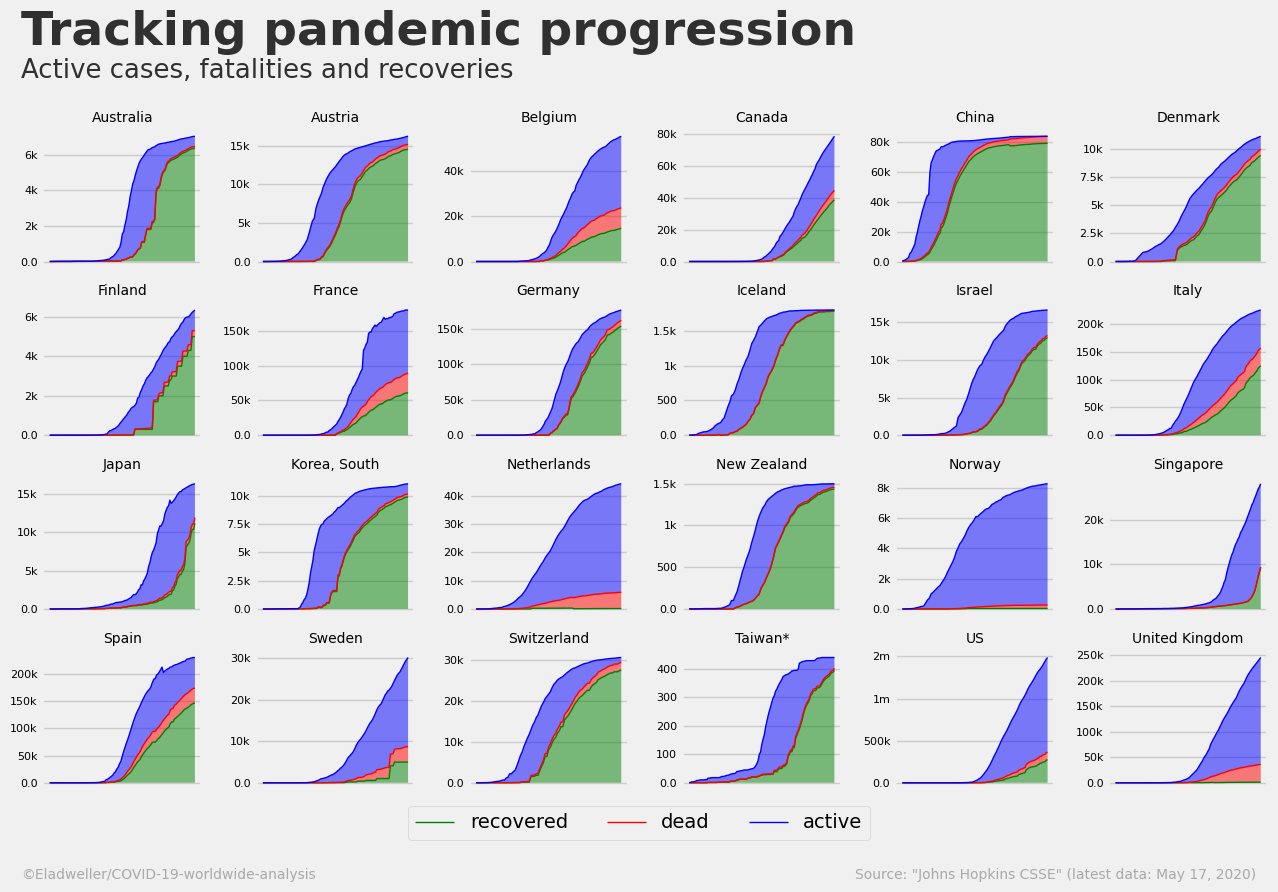 Tracking pandemic progression
Active cases, fatalities and recoveries
Australia
6k
4k
2k
0.0
Austria
15k
10k
5k
0.0
Belgium
40k
20k
0.0
Canada
80k
60k
40k
20k
0.0
China
80k
60k
40k
20k
0.0
Denmark
10k
7.5k
5k
2.5k
0.0
Finland
6k
4k
2k
0.0
France
150k
100k
50k
0.0
Germany
150k
100k
50k
0.0
Iceland
1.5k
1k
500
0.0
Israel
15k
10k
5k
0.0
Italy
200k
150k
100k
50k
0.0
Japan
15k
10k
5k
0.0
Korea, South
10k
7.5k
5k
2.5k
0.0
Netherlands
40k
30k
20k
10k
0.0
New Zealand
1.5k
1k
500
0.0
Norway
8k
6k
4k
2k
0.0
Singapore
20k
10k
0.0
Spain
200k
150k
100k
50k
0.0
Sweden
30k
20k
10k
0.0
Switzerland
30k
20k
10k
0.0
Taiwan*
400
300
200
100
0.0
US
2m
1m
500k
0.0
United Kingdom
250k
200k
150k
100k
50k
0.0
recovered dead active
©Eladweller/COVID-19-worldwide-analysis
Source: "Johns Hopkins CSSE" (latest data: May 17, 2020)